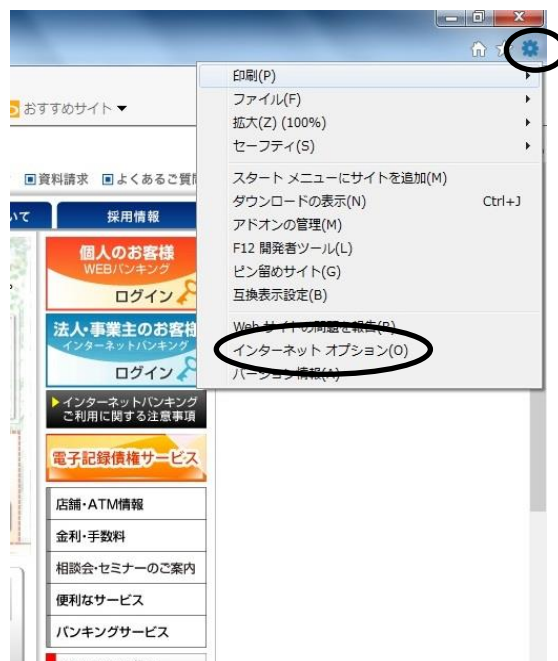 印刷(P)
ファイル(F)
拡大(Z) (100%)
セーフティ(S)
スタート メニューにサイトを追加(M)
ダウンロードの表示(N) Ctrl+J
アドオンの管理(M)
F12 開発者ツール(L)
ピン留めサイト(G)
互換表示設定(B)
Web サイトの問題を報告(R)
インターネット オプション(O)
バージョン情報(A)
おすすめサイト ▼
資料請求 よくあるご質
いて 採用情報
個人のお客様
WEBバンキング
ログイン
法人・事業主のお客様
インターネットバンキング
ログイン
インターネットバンキング
ご利用に関する注意事項
電子記録債権サービス
店舗・ATM情報
金利・手数料
相談会・セミナーのご案内
便利なサービス
バンキングサービス